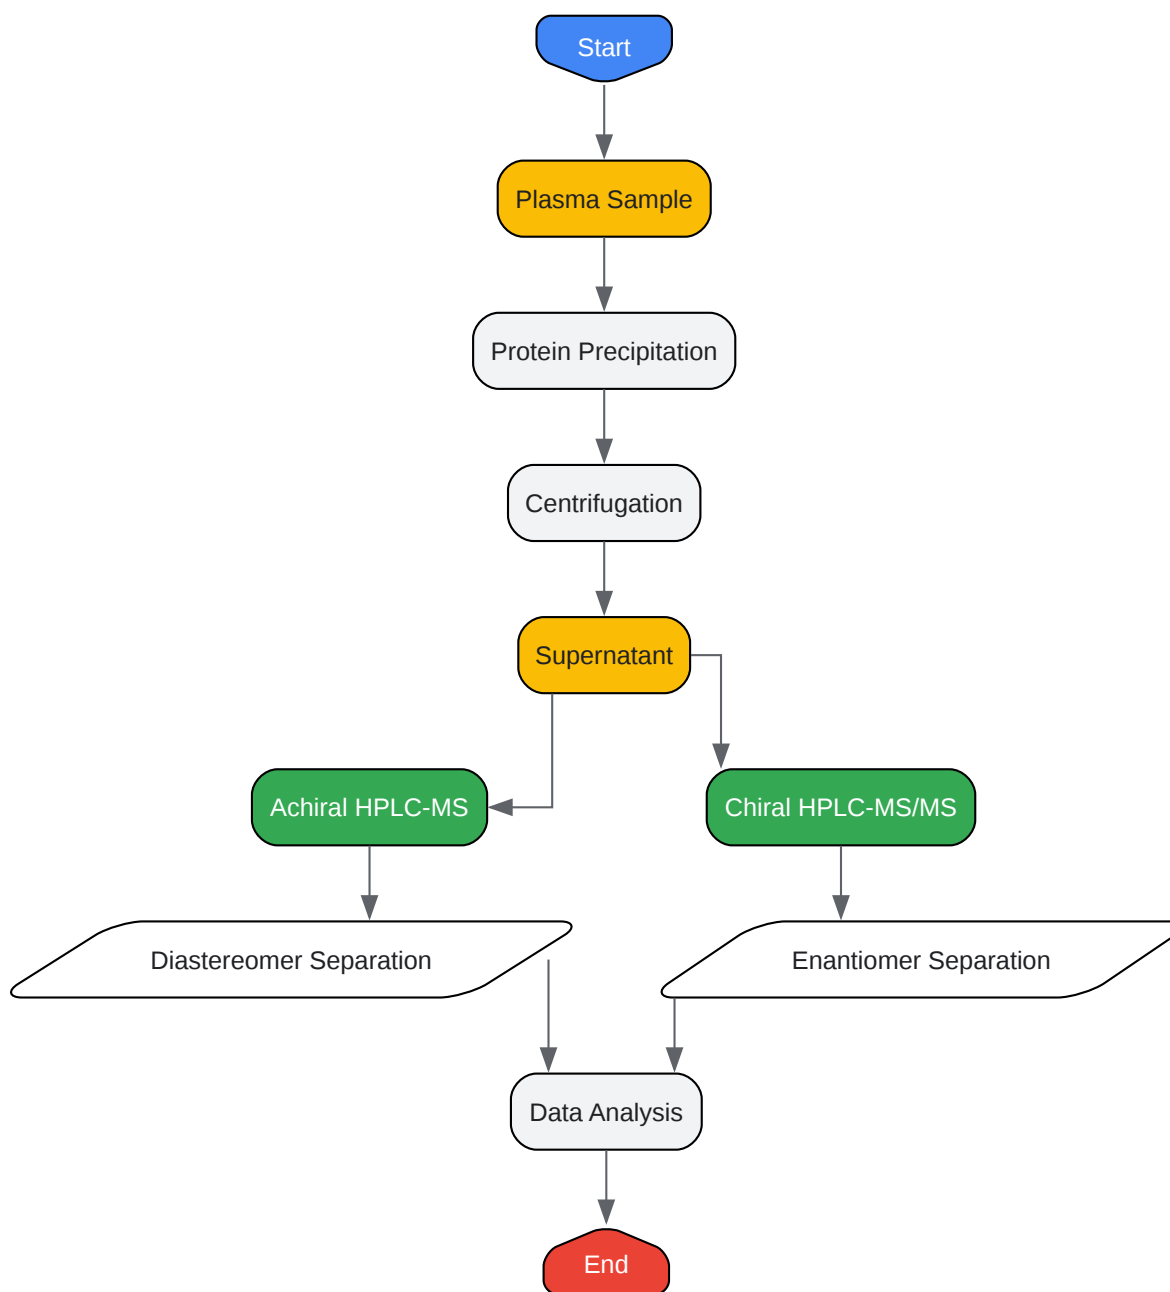 Start
Plasma Sample
Protein Precipitation
Centrifugation
Supernatant
Achiral HPLC-MS
Chiral HPLC-MS/MS
Diastereomer Separation
Enantiomer Separation
Data Analysis
End